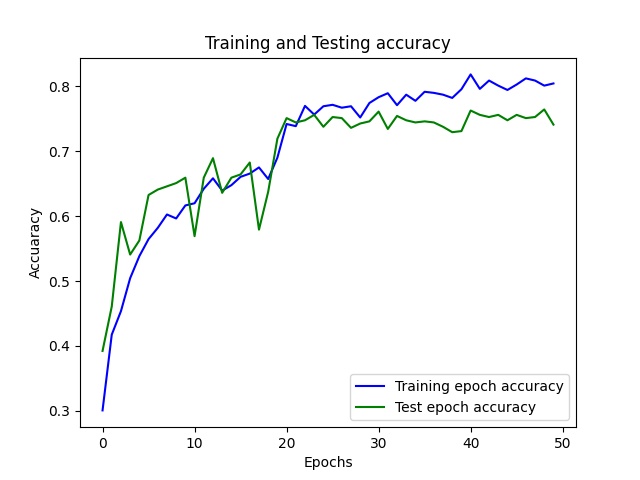 Training and Testing accuracy
0.8
0.7
0.6
0.5
0.4
0.3
Accuaracy
Training epoch accuracy
Test epoch accuracy
0 10 20 30 40 50
Epochs